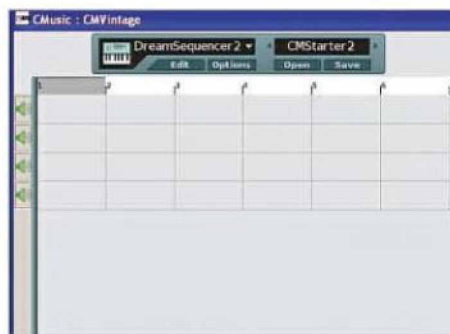 CMusic : CMVintage
DreamSequencer2 CMStarter2
Edit Options Open Save
1 2 3 4 5 6